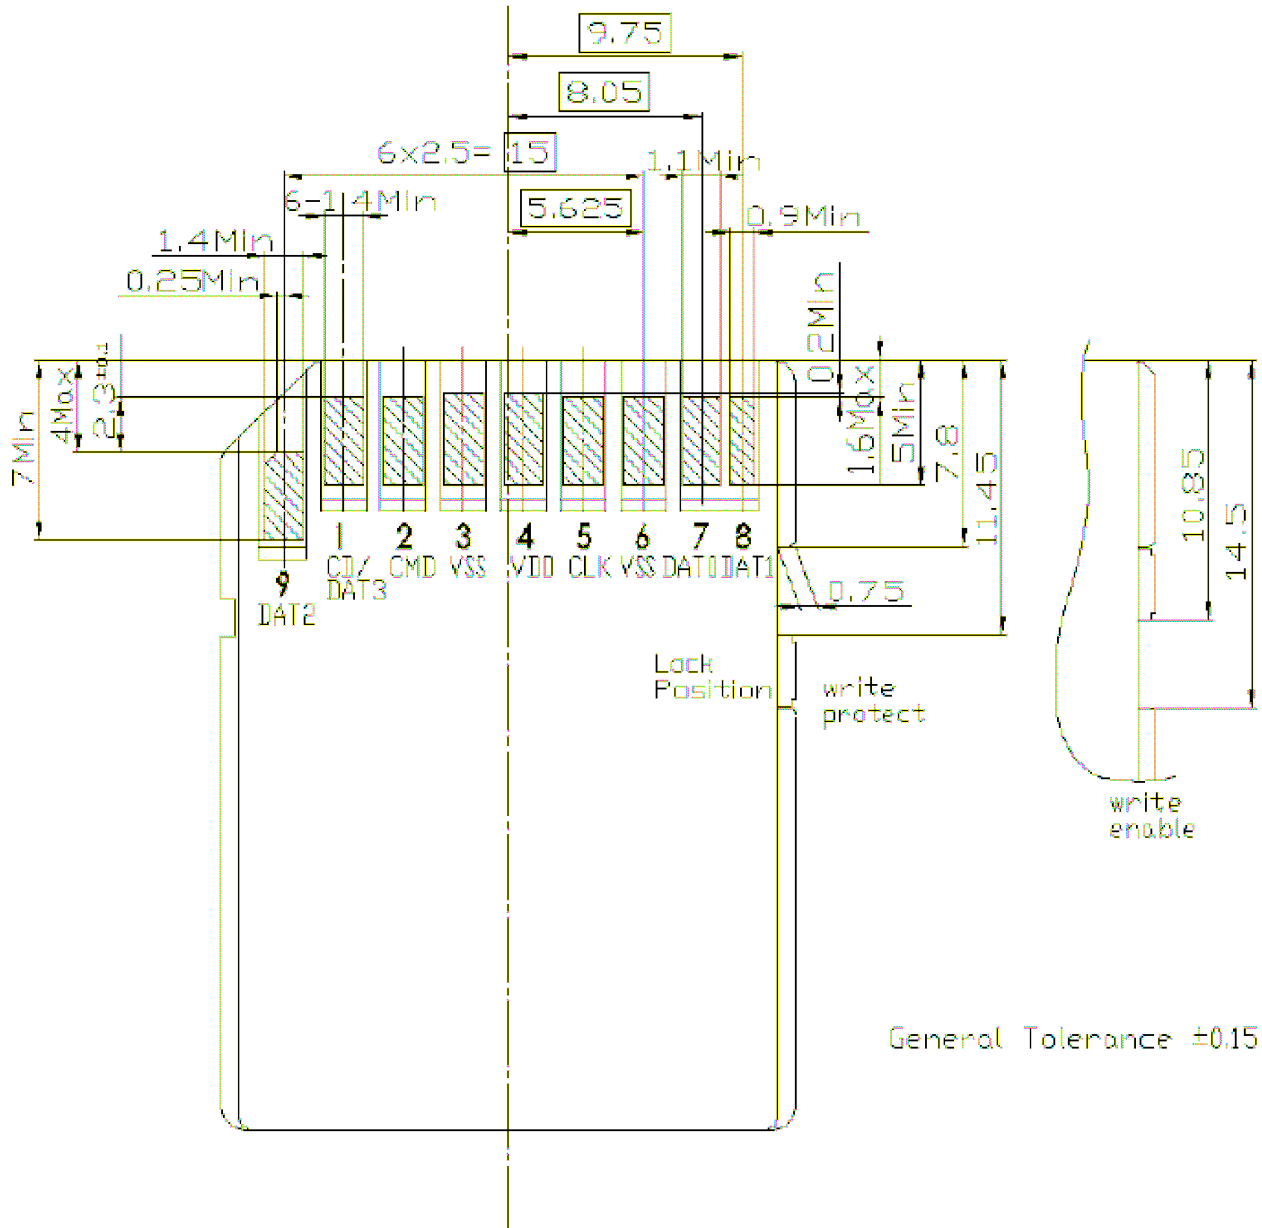 9.75
8.05
6x2.5= 15
1.1Min
6-1.4Min
5.625
0.9Min
1.4Min
0.25Min
0.2Min
7Min
4Max
2.3±0.1
1.6Max
5Min
7.8
11.45
10.85
14.5
1 2 3 4 5 6 7 8
CD/ CMD VSS VDD CLK VSS DAT0 DAT1
DAT3
9
DAT2
0.75
Lock
Position
write
protect
write
enable
General Tolerance ±0.15